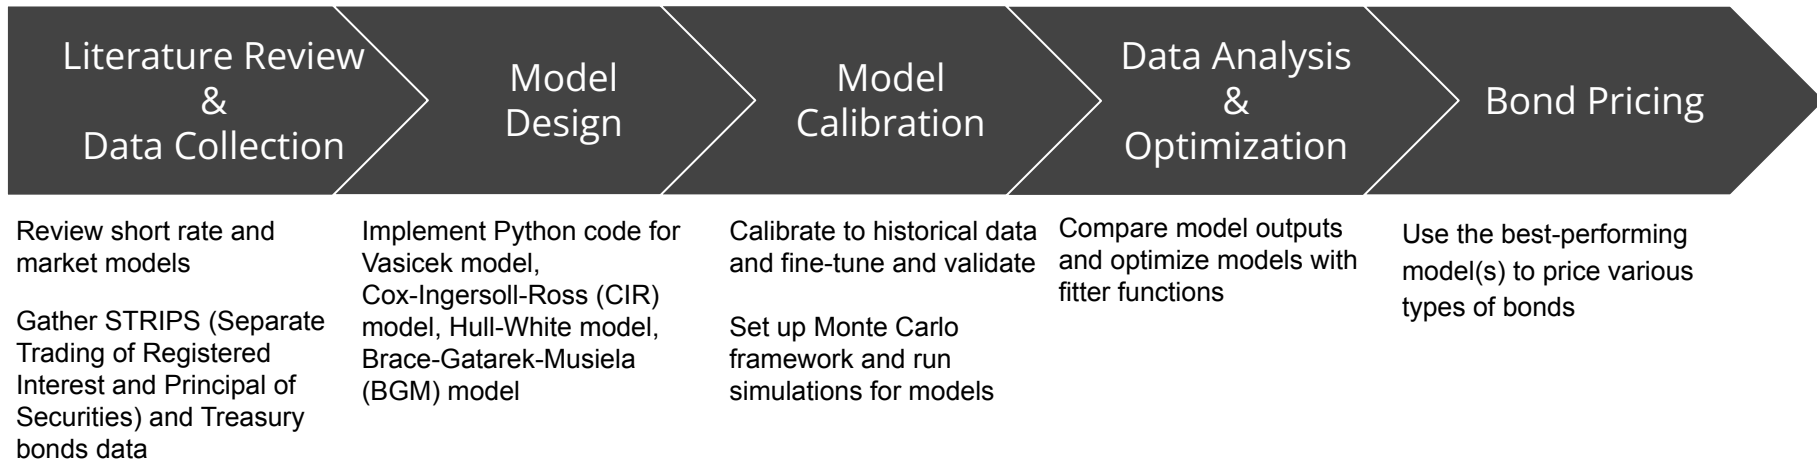 Literature Review
&
Data Collection
Model
Design
Model
Calibration
Data Analysis
&
Optimization
Bond Pricing
Review short rate and
market models
Gather STRIPS (Separate
Trading of Registered
Interest and Principal of
Securities) and Treasury
bonds data
Implement Python code for
Vasicek model,
Cox-Ingersoll-Ross (CIR)
model, Hull-White model,
Brace-Gatarek-Musiela
(BGM) model
Calibrate to historical data
and fine-tune and validate
Set up Monte Carlo
framework and run
simulations for models
Compare model outputs
and optimize models with
fitter functions
Use the best-performing
model(s) to price various
types of bonds